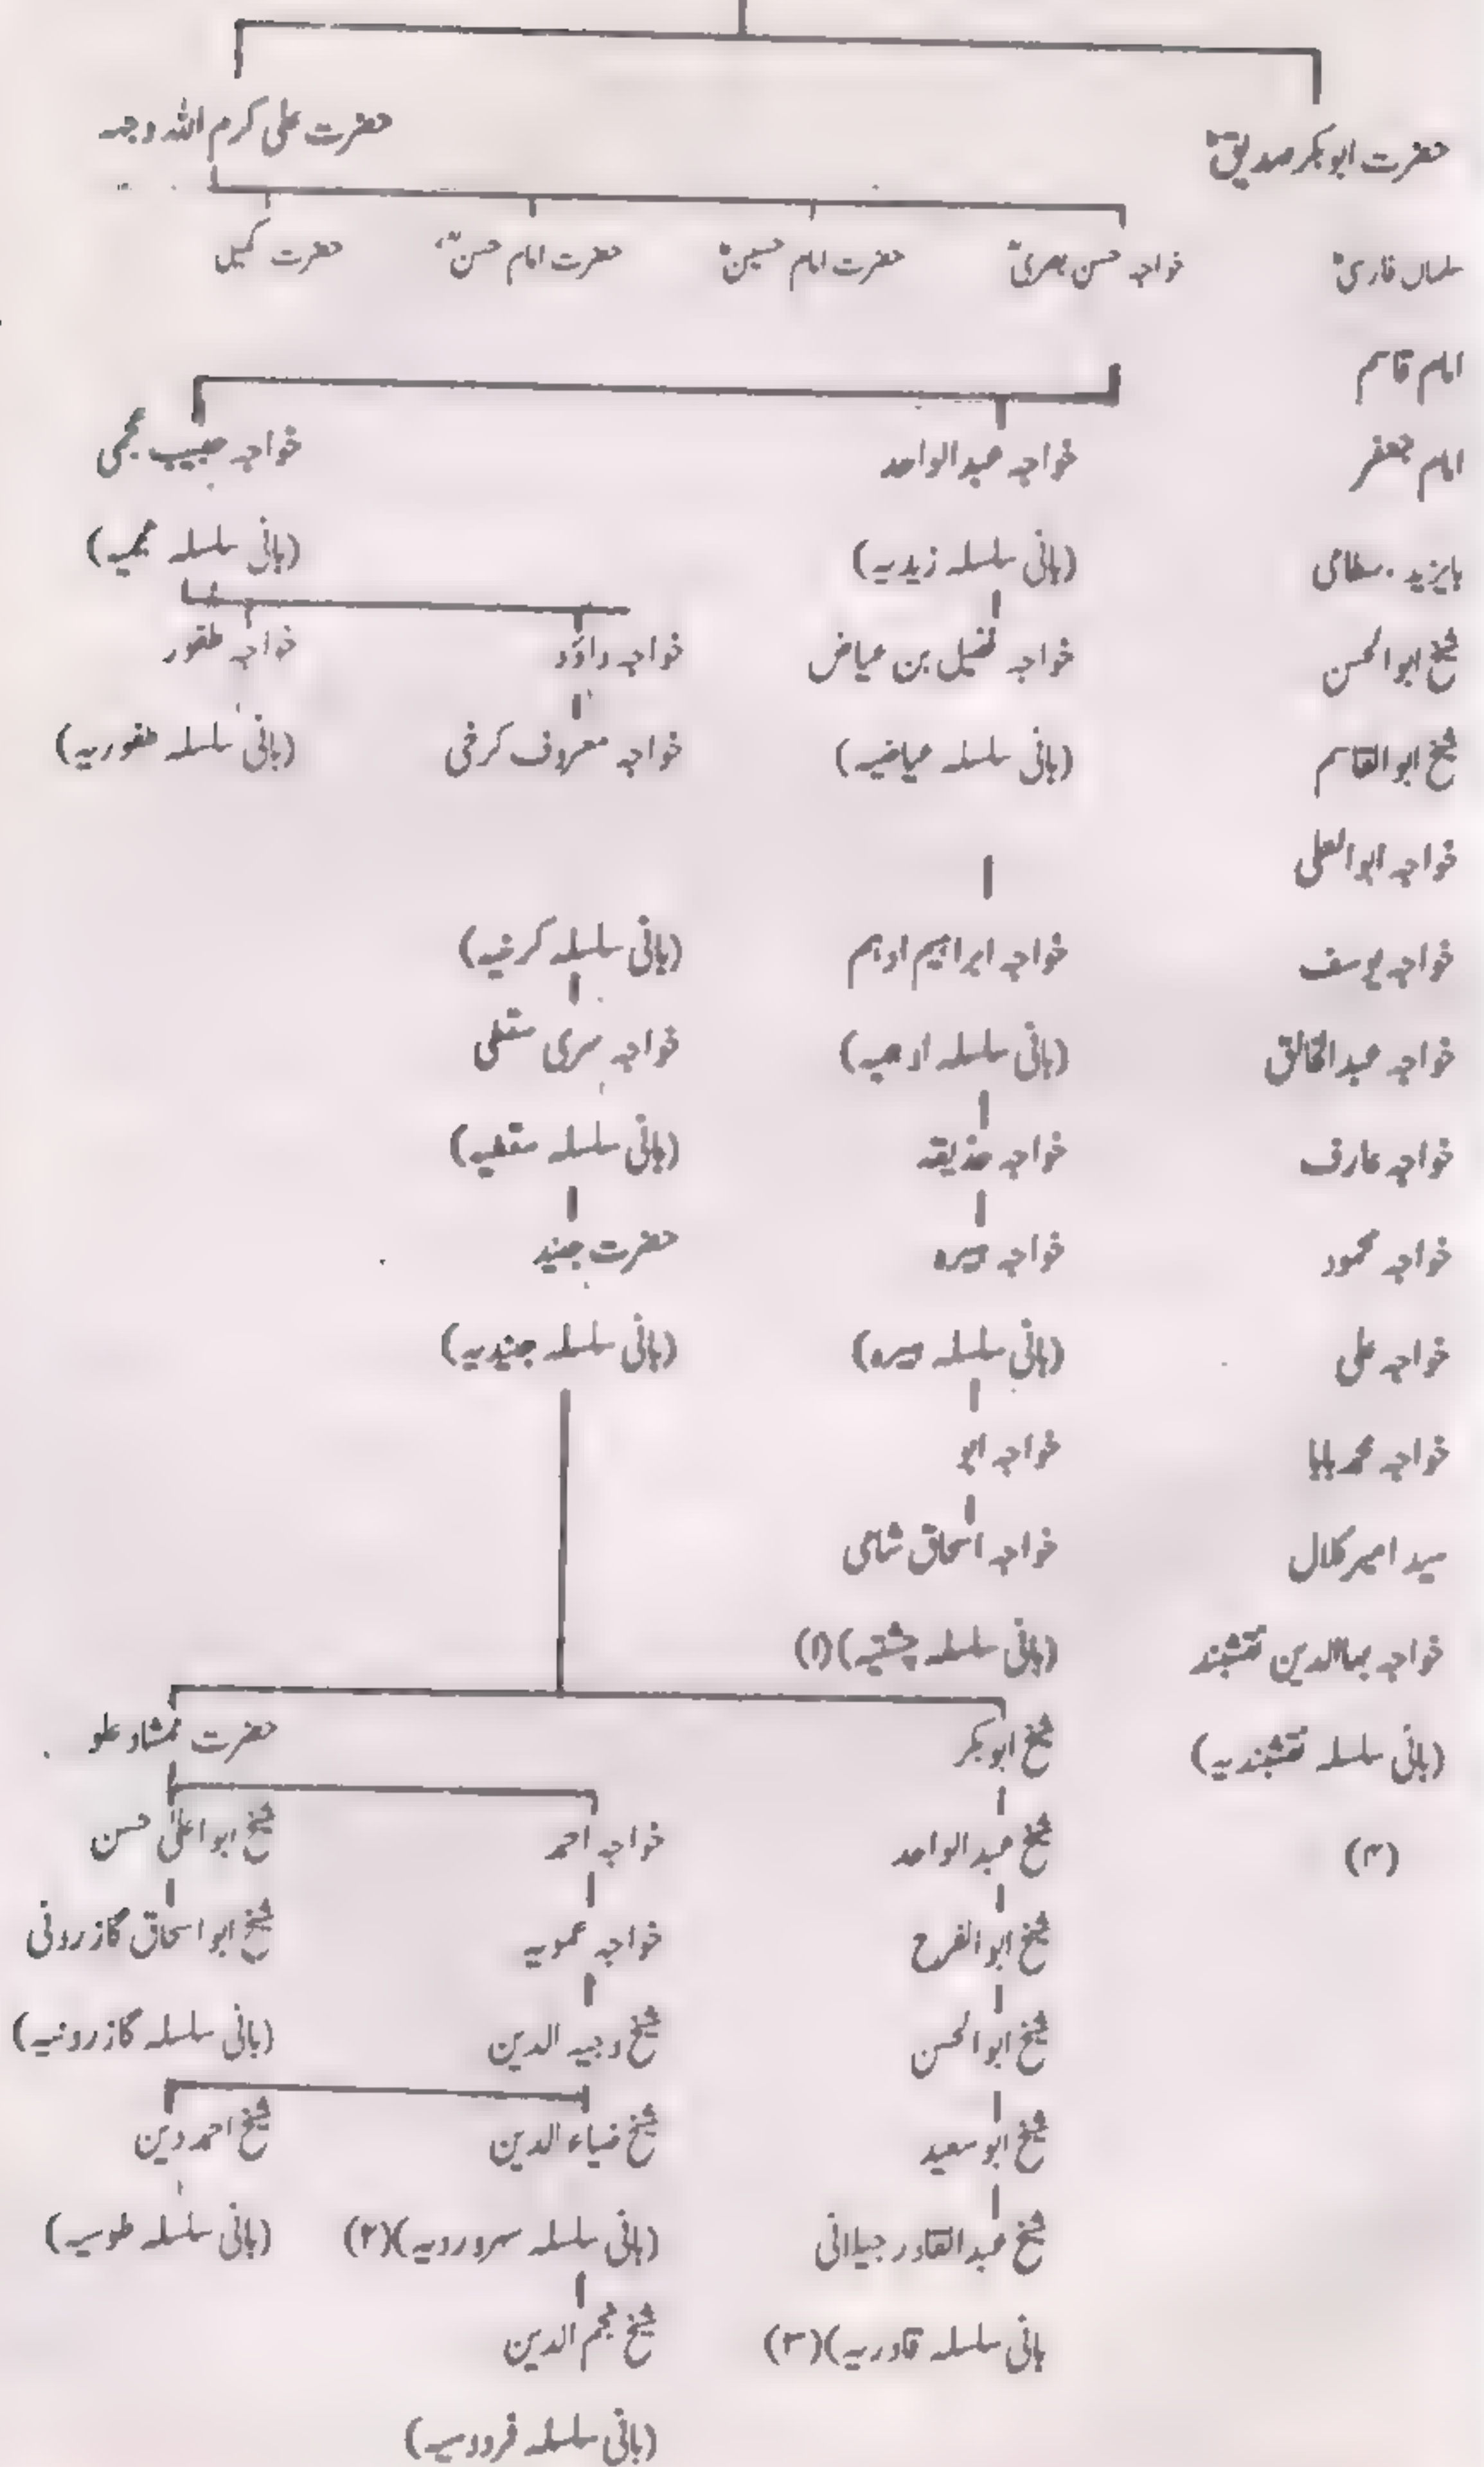 حضرت ابوبکر صدیقؓ
حضرت علی کرم اللہ وجہہ
سلمان فارسیؓ
خواجہ حسن بصریؒ
حضرت امام حسینؓ
حضرت امام حسنؓ
حضرت کمیل
امام قاسم
امام جعفر
خواجہ عبدالواحد
خواجہ حبیب عجمی
بایزید بسطامی
(بانی سلسلہ زیدیہ)
(بانی سلسلہ عجمیہ)
شیخ ابوالحسن
خواجہ فضیل بن عیاض
خواجہ داؤد
خواجہ طفور
شیخ ابوالقاسم
(بانی سلسلہ عیاضیہ)
خواجہ معروف کرخی
(بانی سلسلہ طفوریہ)
خواجہ ابوالعلی
خواجہ یوسف
خواجہ ابراہیم ادہم
(بانی سلسلہ کرخیہ)
خواجہ عبدالخالق
(بانی سلسلہ ادھمیہ)
خواجہ سری سقطی
خواجہ عارف
خواجہ حذیفہ
(بانی سلسلہ سقطیہ)
خواجہ محمود
خواجہ ہبیرہ
حضرت جنید
خواجہ علی
(بانی سلسلہ ہبیرہ)
(بانی سلسلہ جنیدیہ)
خواجہ محمد بابا
خواجہ ابو
سید امیر کلال
خواجہ اسحاق شامی
خواجہ بہاالدین نقشبند
(بانی سلسلہ چشتیہ)(۱)
(بانی سلسلہ نقشبندیہ)
شیخ ابوبکر
حضرت ممشاد علو
(۴)
شیخ عبدالواحد
خواجہ احمد
شیخ ابواعلیٰ حسن
شیخ ابوالفرح
خواجہ عمویہ
شیخ ابواسحاق گازرونی
شیخ ابوالحسن
شیخ وجیہ الدین
(بانی سلسلہ گازرونیہ)
شیخ ابوسعید
شیخ ضیاء الدین
شیخ احمد دین
شیخ عبدالقادر جیلانی
(بانی سلسلہ سہروردیہ)(۲)
(بانی سلسلہ طوسیہ)
بانی سلسلہ قادریہ)(۳)
شیخ نجم الدین
(بانی سلسلہ فردوسیہ)